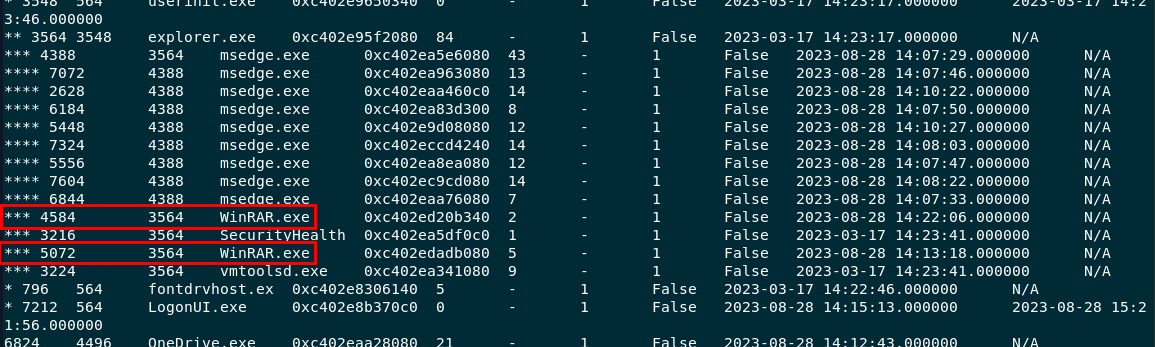 * 3548 564 userinit.exe 0xc402e9650340 0 - 1 False 2023-03-17 14:23:17.000000 2023-03-17 14:2
3:46.000000
** 3564 3548 explorer.exe 0xc402e95f2080 84 - 1 False 2023-03-17 14:23:17.000000 N/A
*** 4388 3564 msedge.exe 0xc402ea5e6080 43 - 1 False 2023-08-28 14:07:29.000000 N/A
**** 7072 4388 msedge.exe 0xc402ea963080 13 - 1 False 2023-08-28 14:07:46.000000 N/A
**** 2628 4388 msedge.exe 0xc402eaa460c0 14 - 1 False 2023-08-28 14:10:22.000000 N/A
**** 6184 4388 msedge.exe 0xc402ea83d300 8 - 1 False 2023-08-28 14:07:50.000000 N/A
**** 5448 4388 msedge.exe 0xc402e9d08080 12 - 1 False 2023-08-28 14:10:27.000000 N/A
**** 7324 4388 msedge.exe 0xc402eccd4240 14 - 1 False 2023-08-28 14:08:03.000000 N/A
**** 5556 4388 msedge.exe 0xc402ea8ea080 12 - 1 False 2023-08-28 14:07:47.000000 N/A
**** 7604 4388 msedge.exe 0xc402ec9cd080 14 - 1 False 2023-08-28 14:08:22.000000 N/A
**** 6844 4388 msedge.exe 0xc402eaa76080 7 - 1 False 2023-08-28 14:07:33.000000 N/A
*** 4584 3564 WinRAR.exe 0xc402ed20b340 2 - 1 False 2023-08-28 14:22:06.000000 N/A
*** 3216 3564 SecurityHealth 0xc402ea5df0c0 1 - 1 False 2023-03-17 14:23:41.000000 N/A
*** 5072 3564 WinRAR.exe 0xc402edadb080 5 - 1 False 2023-08-28 14:13:18.000000 N/A
*** 3224 3564 vmtoolsd.exe 0xc402ea341080 9 - 1 False 2023-03-17 14:23:41.000000 N/A
* 796 564 fontdrvhost.ex 0xc402e8306140 5 - 1 False 2023-03-17 14:22:46.000000 N/A
* 7212 564 LogonUI.exe 0xc402e8b370c0 0 - 1 False 2023-08-28 14:15:13.000000 2023-08-28 15:2
1:56.000000
6824 4496 OneDrive.exe 0xc402eaa28080 21 - 1 False 2023-08-28 14:12:43.000000 N/A